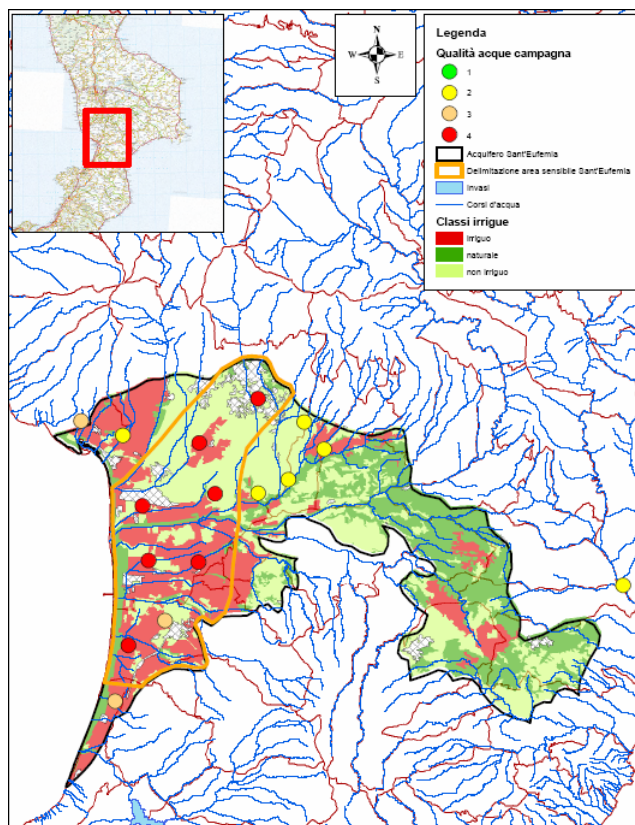 N
W E
S
Legenda
Qualità acque campagna
1
2
3
4
Acquifero Sant'Eufemia
Delimitazione area sensibile Sant'Eufemia
Invasi
Corsi d'acqua
Classi irrigue
irriguo
naturale
non irriguo